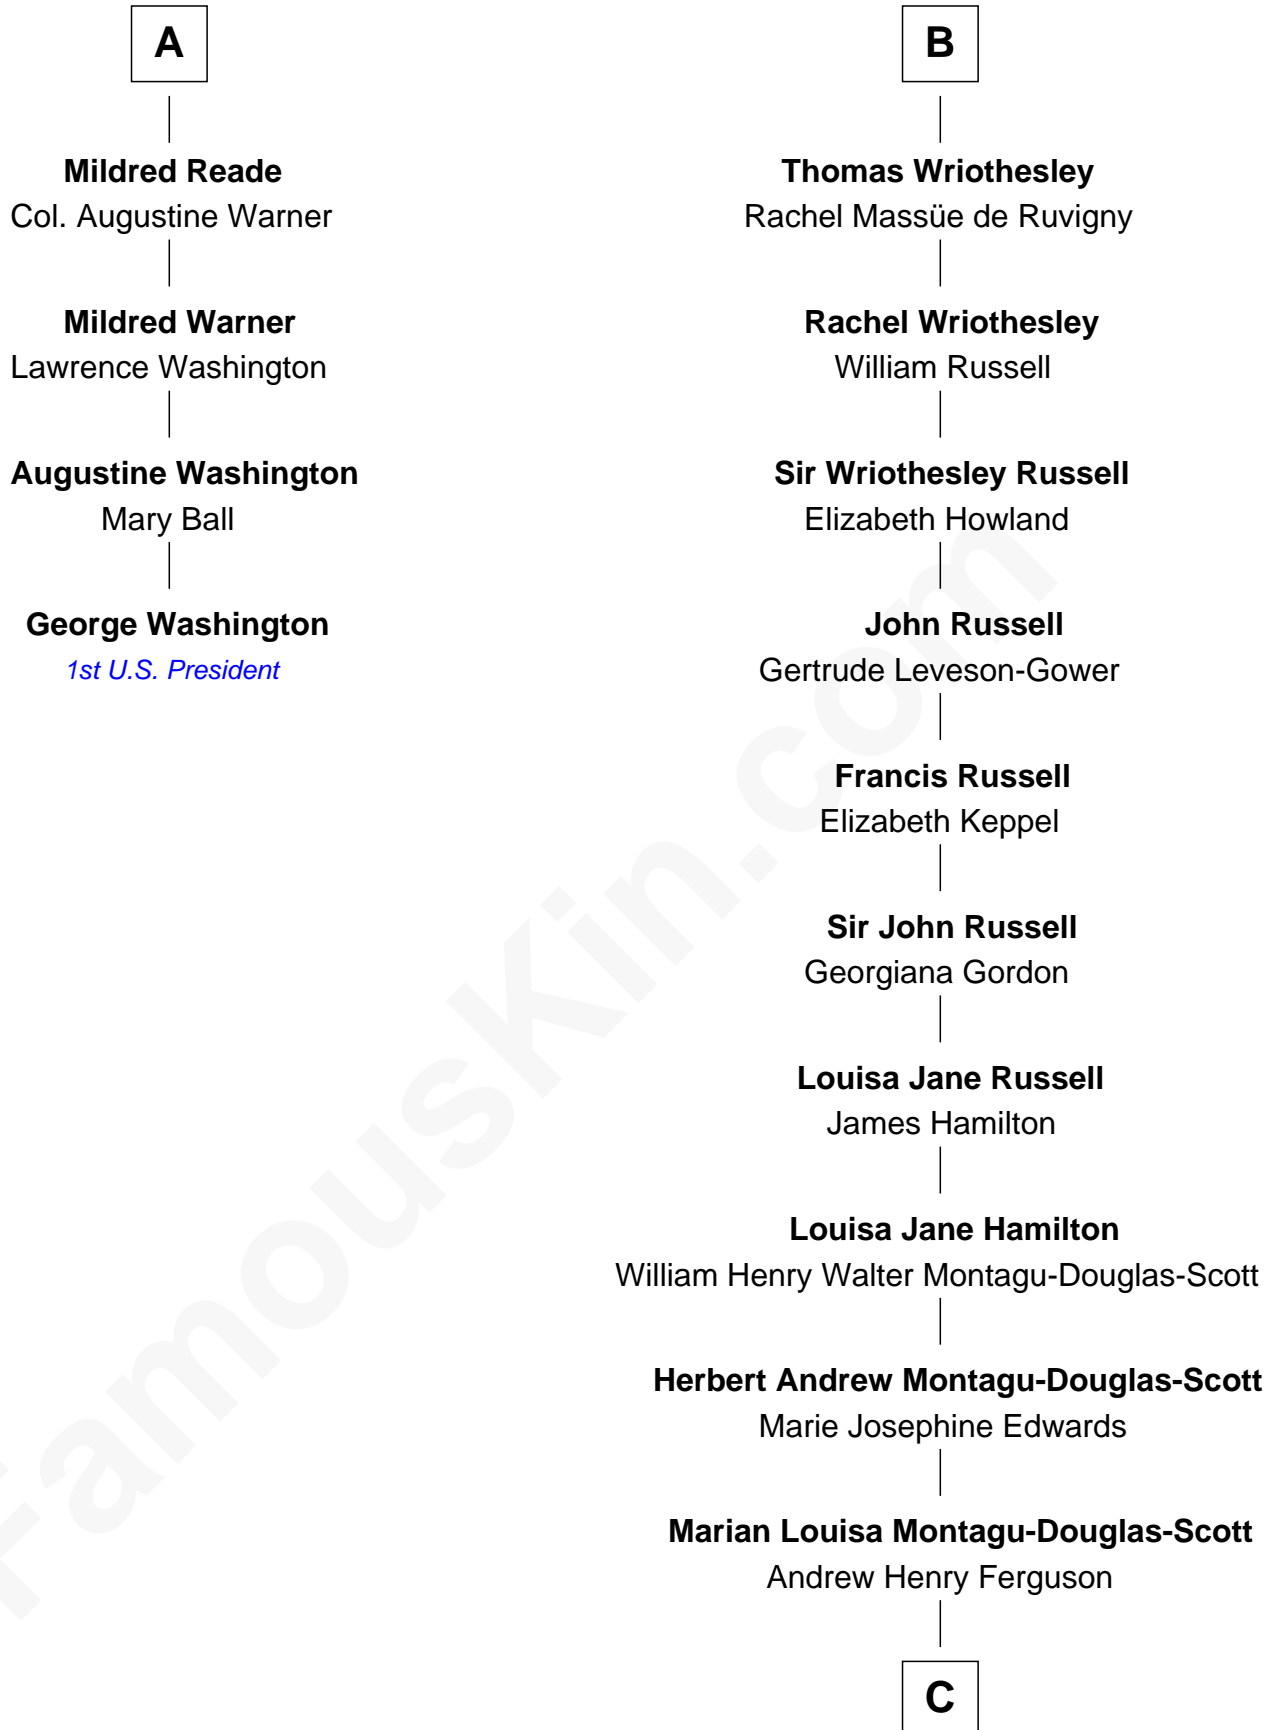 A
Mildred Reade
Col. Augustine Warner
Mildred Warner
Lawrence Washington
Augustine Washington
Mary Ball
George Washington
1st U.S. President
B
Thomas Wriothesley
Rachel Massüe de Ruvigny
Rachel Wriothesley
William Russell
Sir Wriothesley Russell
Elizabeth Howland
John Russell
Gertrude Leveson-Gower
Francis Russell
Elizabeth Keppel
Sir John Russell
Georgiana Gordon
Louisa Jane Russell
James Hamilton
Louisa Jane Hamilton
William Henry Walter Montagu-Douglas-Scott
Herbert Andrew Montagu-Douglas-Scott
Marie Josephine Edwards
Marian Louisa Montagu-Douglas-Scott
Andrew Henry Ferguson
C
FamousKin.com